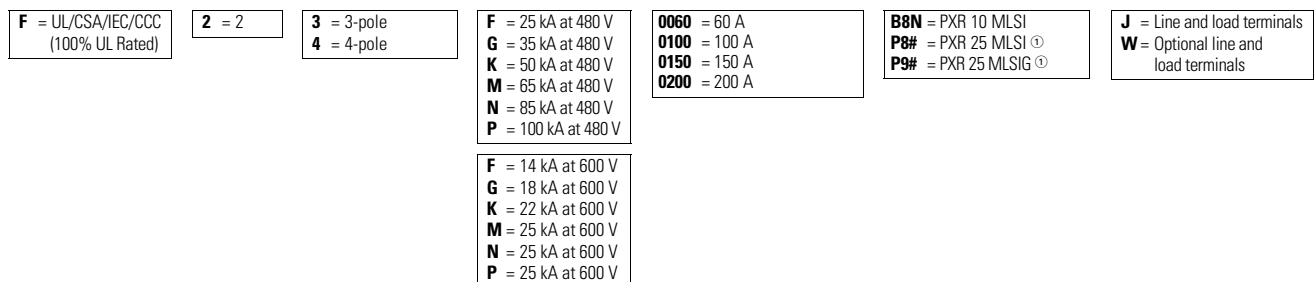 F = UL/CSA/IEC/CCC
(100% UL Rated)
2 = 2
3 = 3-pole
4 = 4-pole
F = 25 kA at 480 V
G = 35 kA at 480 V
K = 50 kA at 480 V
M = 65 kA at 480 V
N = 85 kA at 480 V
P = 100 kA at 480 V
F = 14 kA at 600 V
G = 18 kA at 600 V
K = 22 kA at 600 V
M = 25 kA at 600 V
N = 25 kA at 600 V
P = 25 kA at 600 V
0060 = 60 A
0100 = 100 A
0150 = 150 A
0200 = 200 A
B8N = PXR 10 MLSI
P8# = PXR 25 MLSI ①
P9# = PXR 25 MLSIG ①
J = Line and load terminals
W = Optional line and
load terminals